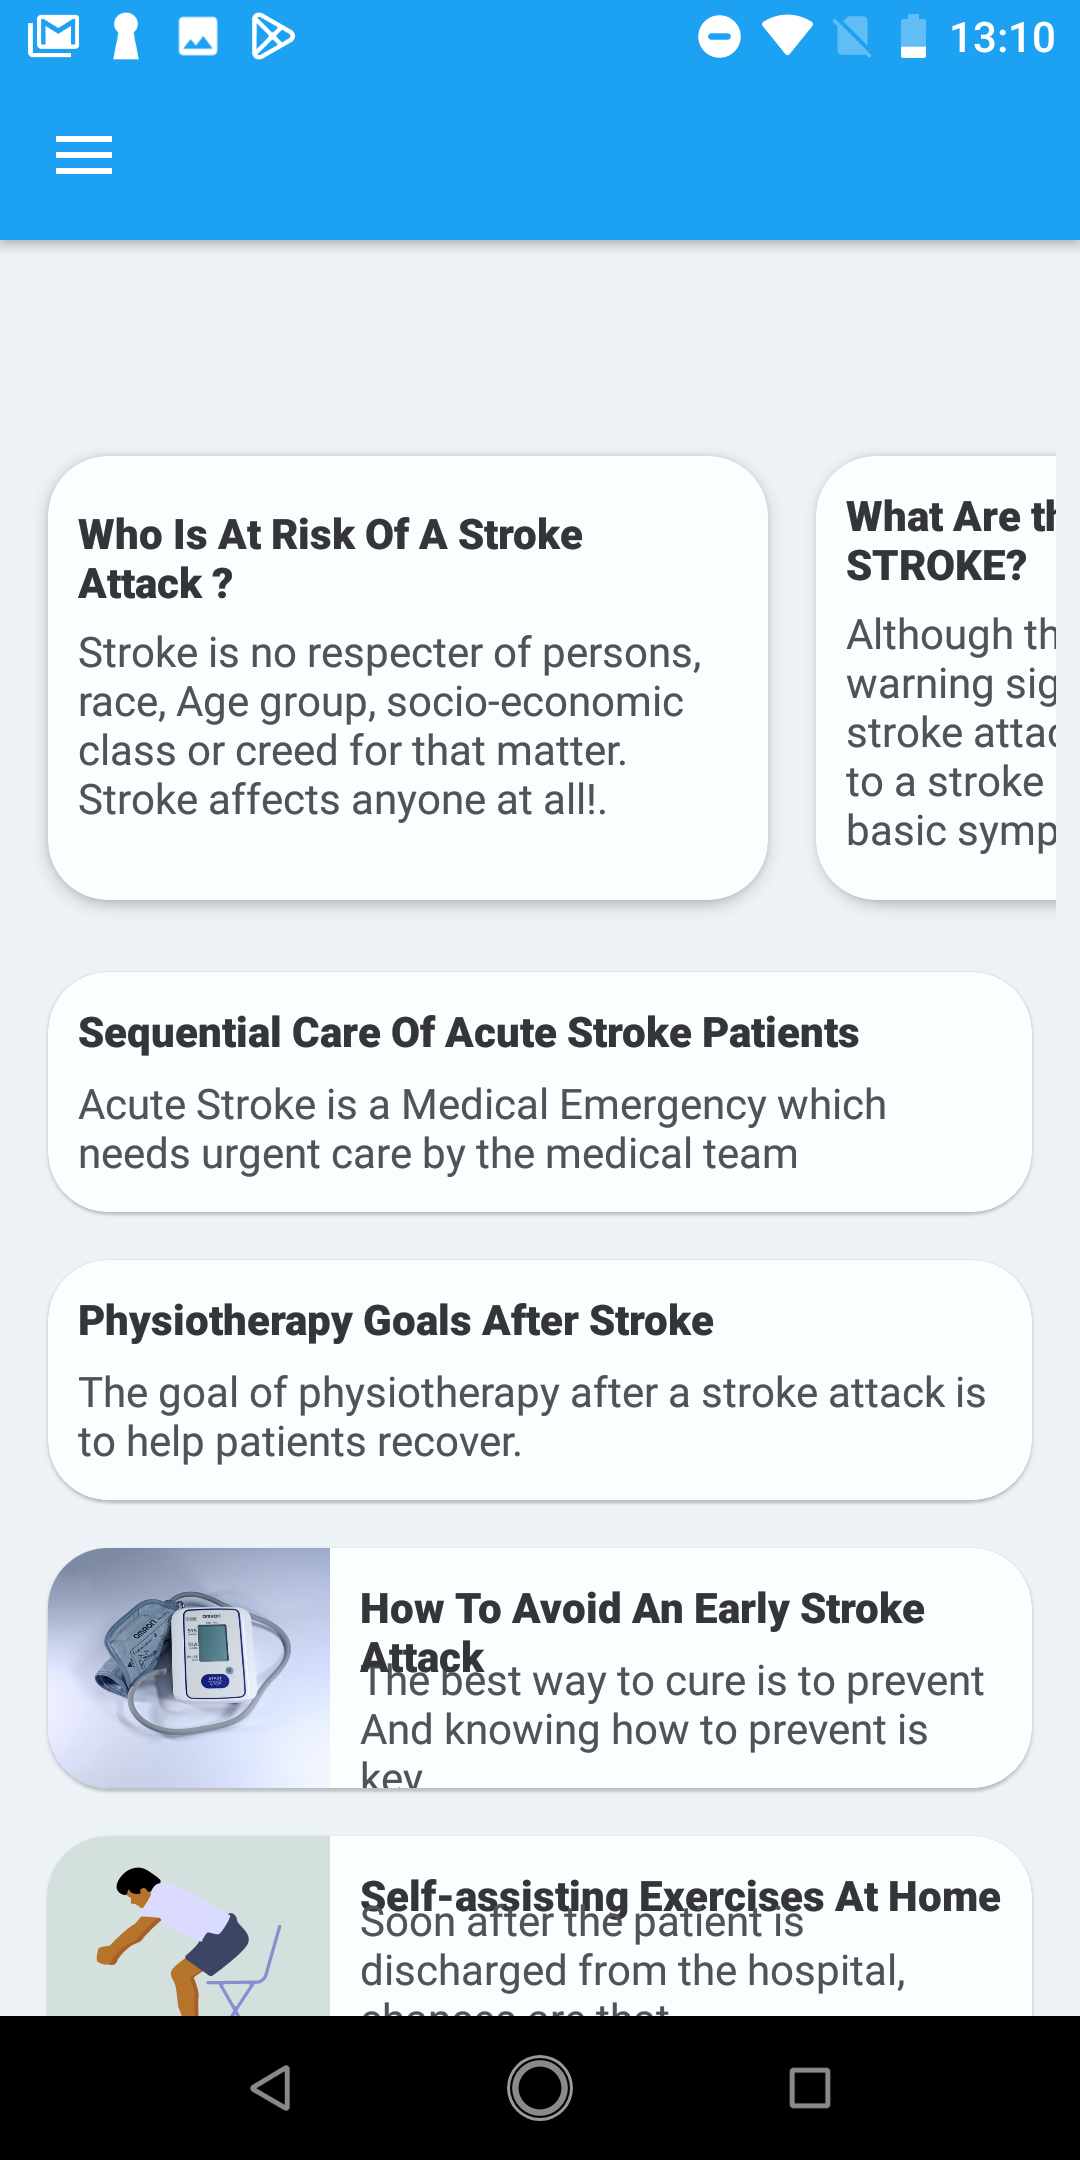 13:10
Who Is At Risk Of A Stroke
Attack ?
Stroke is no respecter of persons,
race, Age group, socio-economic
class or creed for that matter.
Stroke affects anyone at all!.
What Are th
STROKE?
Although th
warning sig
stroke attac
to a stroke
basic symp
Sequential Care Of Acute Stroke Patients
Acute Stroke is a Medical Emergency which
needs urgent care by the medical team
Physiotherapy Goals After Stroke
The goal of physiotherapy after a stroke attack is
to help patients recover.
How To Avoid An Early Stroke
Attack
The best way to cure is to prevent
And knowing how to prevent is
key
Self-assisting Exercises At Home
Soon after the patient is
discharged from the hospital,
chances are that